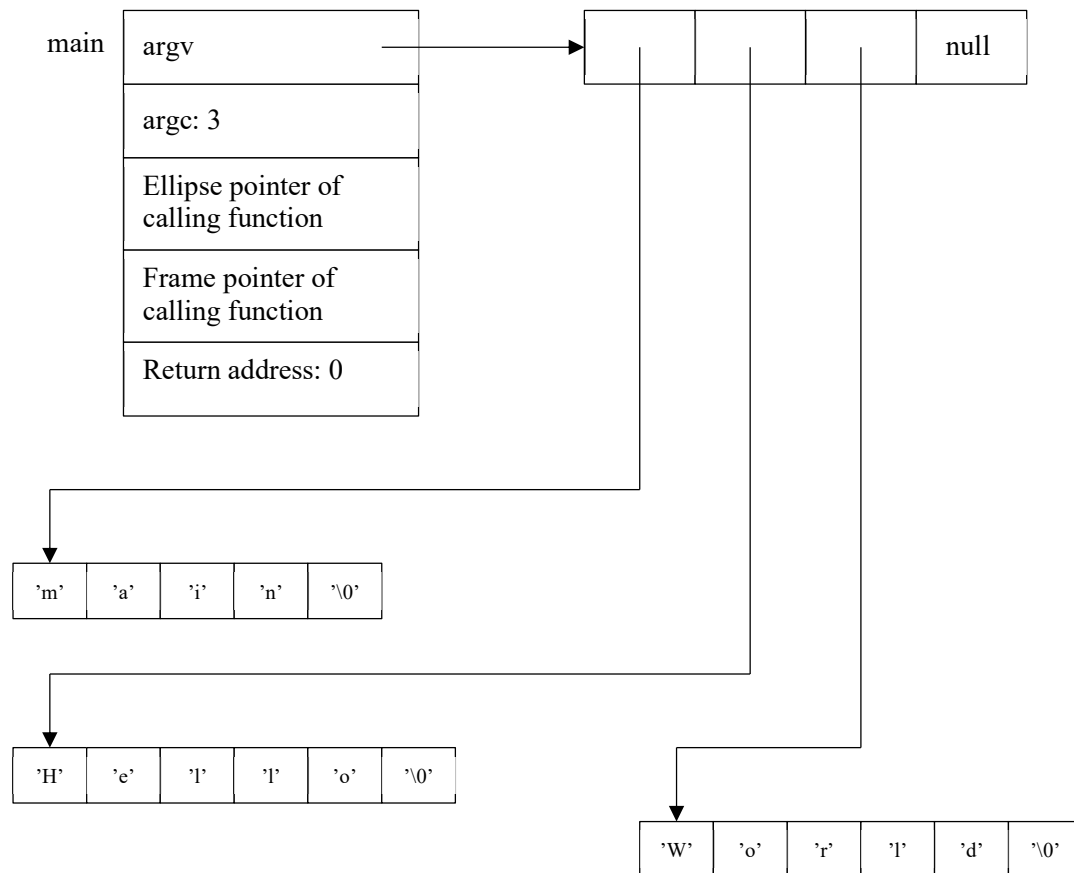 main
argv
null
argc: 3
Ellipse pointer of
calling function
Frame pointer of
calling function
Return address: 0
’m’ ’a’ ’i’ ’n’ ’\0’
’H’ ’e’ ’l’ ’l’ ’o’ ’\0’
’W’ ’o’ ’r’ ’l’ ’d’ ’\0’